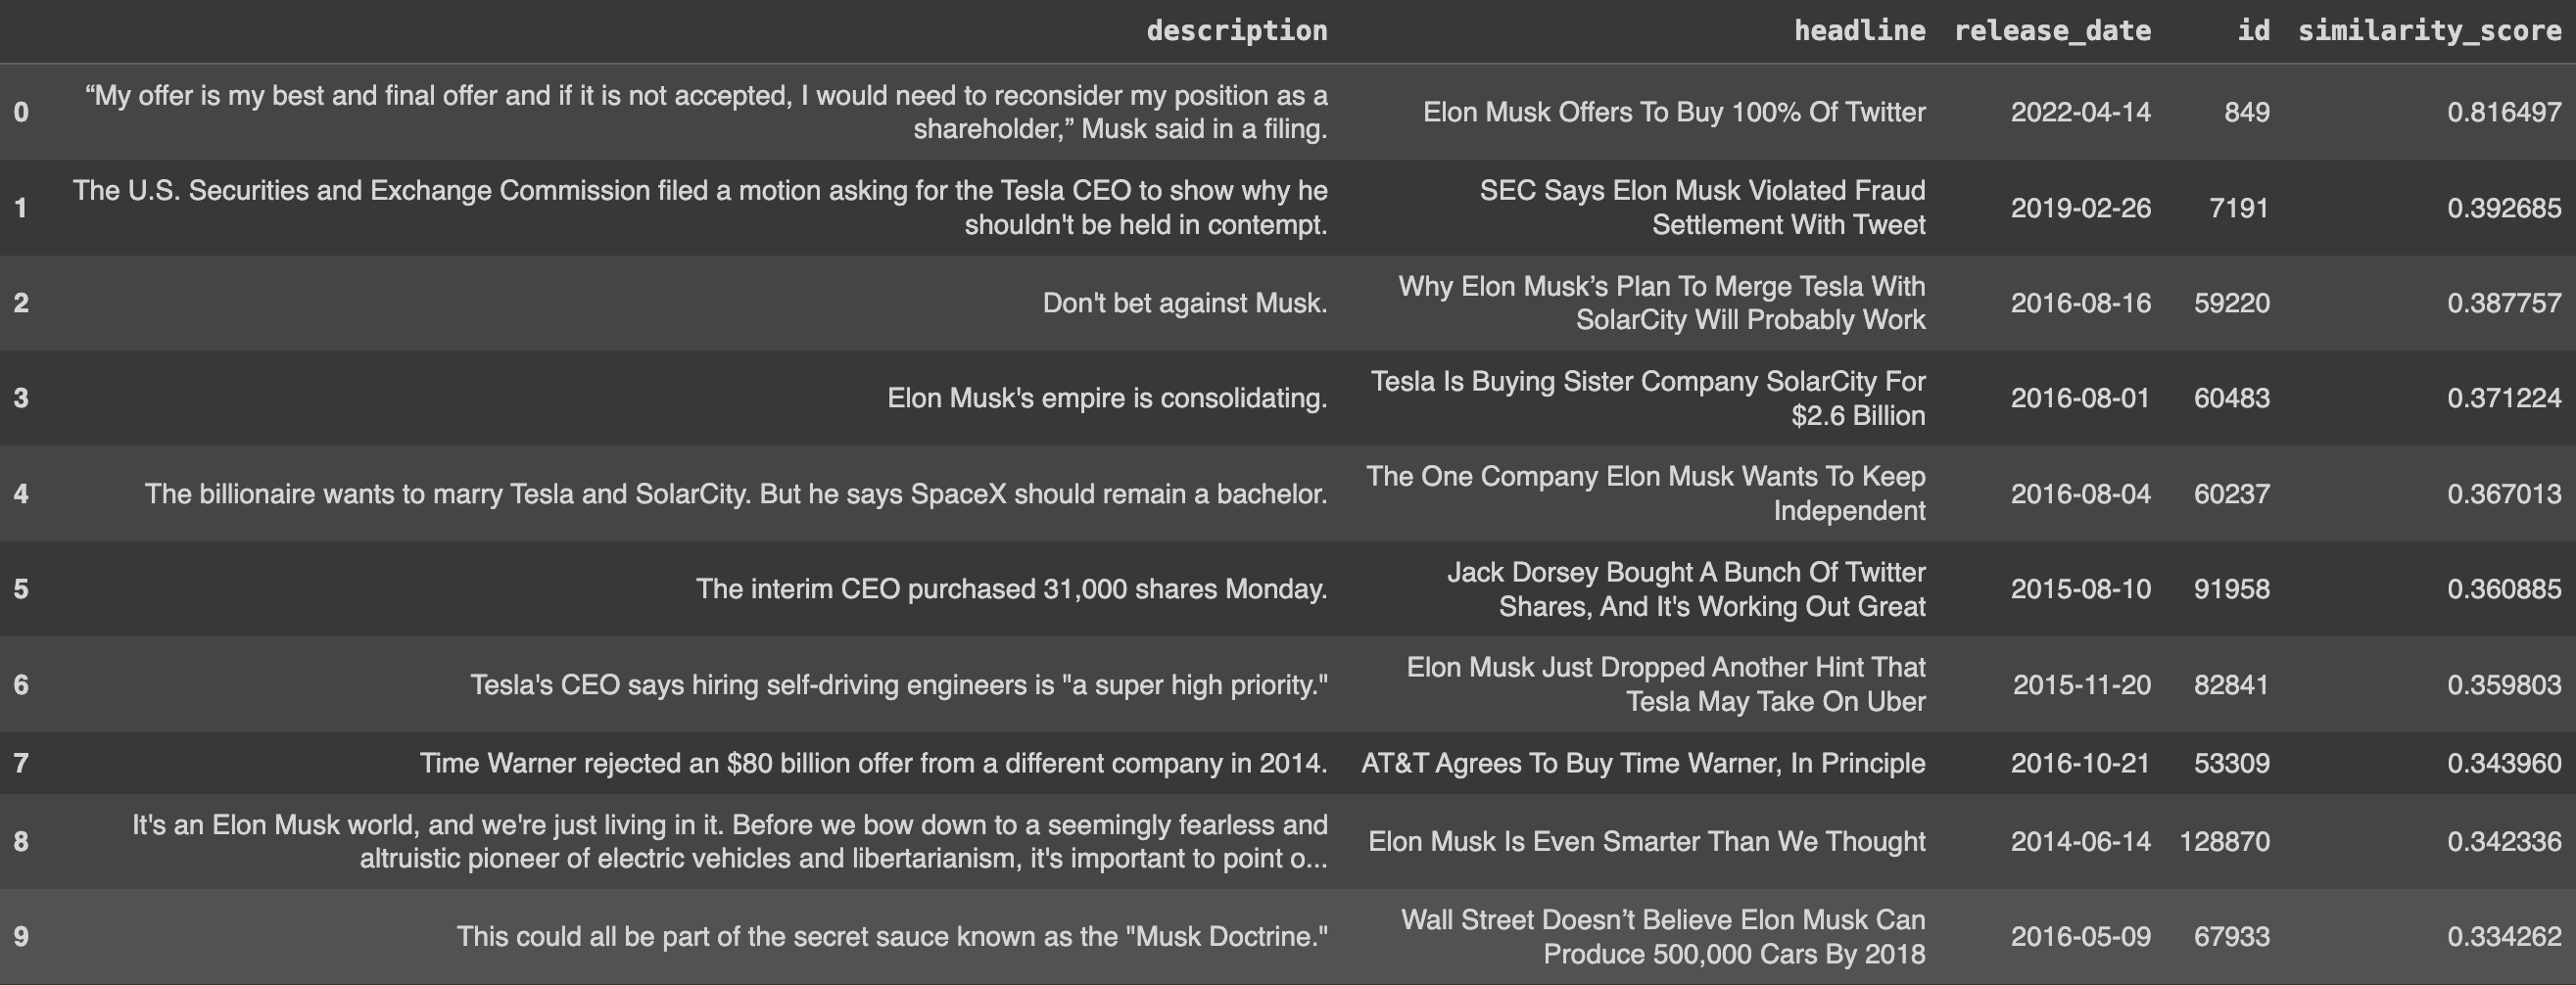 description headline release_date id similarity_score
0 “My offer is my best and final offer and if it is not accepted, I would need to reconsider my position as a
shareholder,” Musk said in a filing. Elon Musk Offers To Buy 100% Of Twitter 2022-04-14 849 0.816497
1 The U.S. Securities and Exchange Commission filed a motion asking for the Tesla CEO to show why he
shouldn't be held in contempt. SEC Says Elon Musk Violated Fraud
Settlement With Tweet 2019-02-26 7191 0.392685
2 Don't bet against Musk. Why Elon Musk’s Plan To Merge Tesla With
SolarCity Will Probably Work 2016-08-16 59220 0.387757
3 Elon Musk's empire is consolidating. Tesla Is Buying Sister Company SolarCity For
$2.6 Billion 2016-08-01 60483 0.371224
4 The billionaire wants to marry Tesla and SolarCity. But he says SpaceX should remain a bachelor. The One Company Elon Musk Wants To Keep
Independent 2016-08-04 60237 0.367013
5 The interim CEO purchased 31,000 shares Monday. Jack Dorsey Bought A Bunch Of Twitter
Shares, And It's Working Out Great 2015-08-10 91958 0.360885
6 Tesla's CEO says hiring self-driving engineers is "a super high priority." Elon Musk Just Dropped Another Hint That
Tesla May Take On Uber 2015-11-20 82841 0.359803
7 Time Warner rejected an $80 billion offer from a different company in 2014. AT&T Agrees To Buy Time Warner, In Principle 2016-10-21 53309 0.343960
8 It's an Elon Musk world, and we're just living in it. Before we bow down to a seemingly fearless and
altruistic pioneer of electric vehicles and libertarianism, it's important to point o... Elon Musk Is Even Smarter Than We Thought 2014-06-14 128870 0.342336
9 This could all be part of the secret sauce known as the "Musk Doctrine." Wall Street Doesn’t Believe Elon Musk Can
Produce 500,000 Cars By 2018 2016-05-09 67933 0.334262